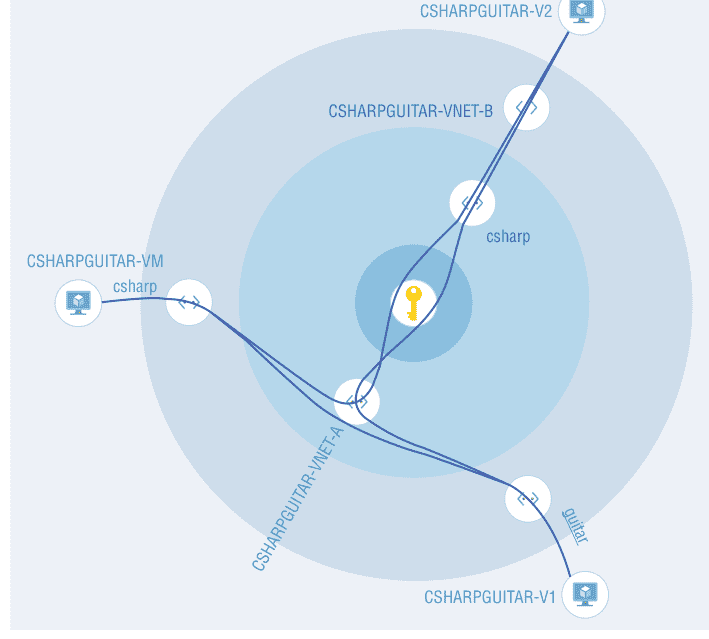 CSHARPGUITAR-V2
CSHARPGUITAR-VNET-B
csharp
CSHARPGUITAR-VM
csharp
CSHARPGUITAR-VNET-A
guitar
CSHARPGUITAR-V1